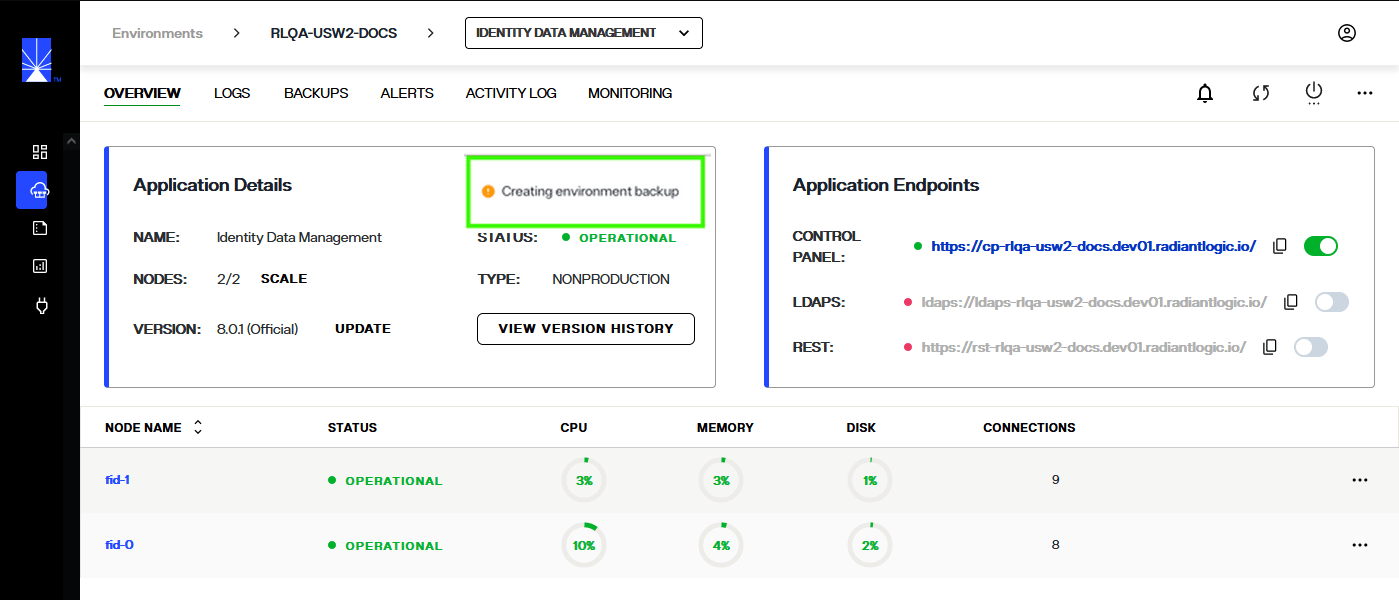 Environments > RLQA-USW2-DOCS > IDENTITY DATA MANAGEMENT
TM
OVERVIEW LOGS BACKUPS ALERTS ACTIVITY LOG MONITORING
Application Details
Creating environment backup
NAME: Identity Data Management
STATUS: OPERATIONAL
NODES: 2/2 SCALE
TYPE: NONPRODUCTION
VERSION: 8.0.1 (Official) UPDATE
VIEW VERSION HISTORY
Application Endpoints
CONTROL
PANEL: https://cp-rlqa-usw2-docs.dev01.radiantlogic.io/
LDAPS: ldaps://ldaps-rlqa-usw2-docs.dev01.radiantlogic.io/
REST: https://rst-rlqa-usw2-docs.dev01.radiantlogic.io/
NODE NAME STATUS CPU MEMORY DISK CONNECTIONS
fid-1 OPERATIONAL 3% 3% 1% 9
fid-0 OPERATIONAL 10% 4% 2% 8